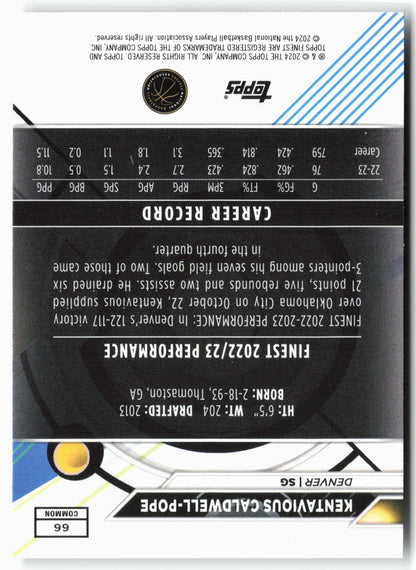 66
COMMON
KENTAVIOUS CALDWELL-POPE
DENVER | SG
HT: 6'5" WT: 204 DRAFTED: 2013
BORN: 2-18-93, Thomaston, GA
FINEST 2022/23 PERFORMANCE
FINEST 2022-2023 PERFORMANCE: In Denver's 122-117 victory
over Oklahoma City on October 22, Kentavious supplied
21 points, five rebounds and two assists. He drained six
3-pointers among his seven field goals. Two of those came
in the fourth quarter.
CAREER RECORD
G FG% FT% 3PM RPG APG SPG BPG PPG
22-23 76 .462 .824 .423 2.7 2.4 1.5 0.5 10.8
Career 759 .424 .814 .365 3.1 1.8 1.1 0.2 11.5
topps
® & © 2024 THE TOPPS COMPANY, INC. ALL RIGHTS RESERVED. TOPPS AND
TOPPS FINEST ARE REGISTERED TRADEMARKS OF THE TOPPS COMPANY, INC.
© 2024 the National Basketball Players Association. All rights reserved.